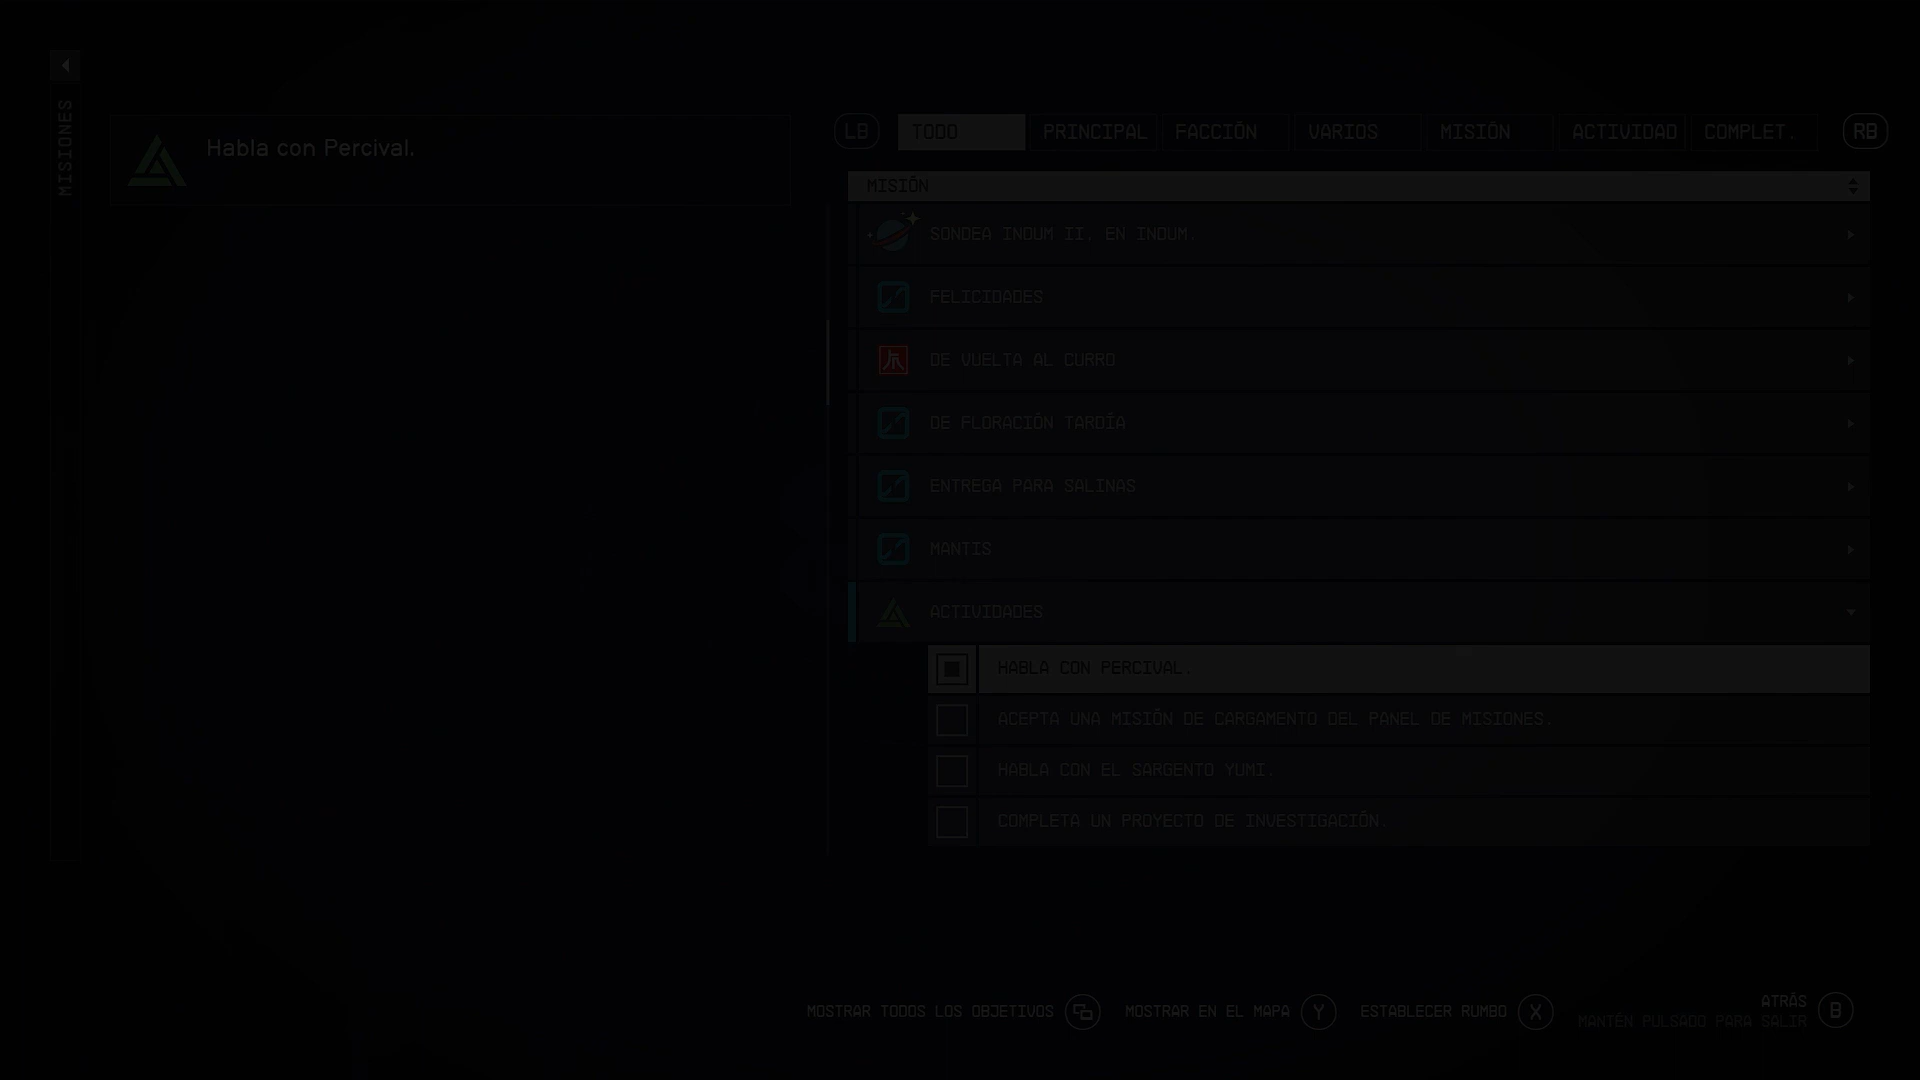 MISIONES
Habla con Percival.
LB
TODO
PRINCIPAL
FACCIÓN
VARIOS
MISIÓN
ACTIVIDAD
COMPLET.
RB
MISIÓN
SONDEA INDUM II, EN INDUM.
FELICIDADES
DE VUELTA AL CURRO
DE FLORACIÓN TARDÍA
ENTREGA PARA SALINAS
MANTIS
ACTIVIDADES
HABLA CON PERCIVAL.
ACEPTA UNA MISIÓN DE CARGAMENTO DEL PANEL DE MISIONES.
HABLA CON EL SARGENTO YUMI.
COMPLETA UN PROYECTO DE INVESTIGACIÓN.
MOSTRAR TODOS LOS OBJETIVOS
MOSTRAR EN EL MAPA Y
ESTABLECER RUMBO X
ATRÁS B
MANTÉN PULSADO PARA SALIR